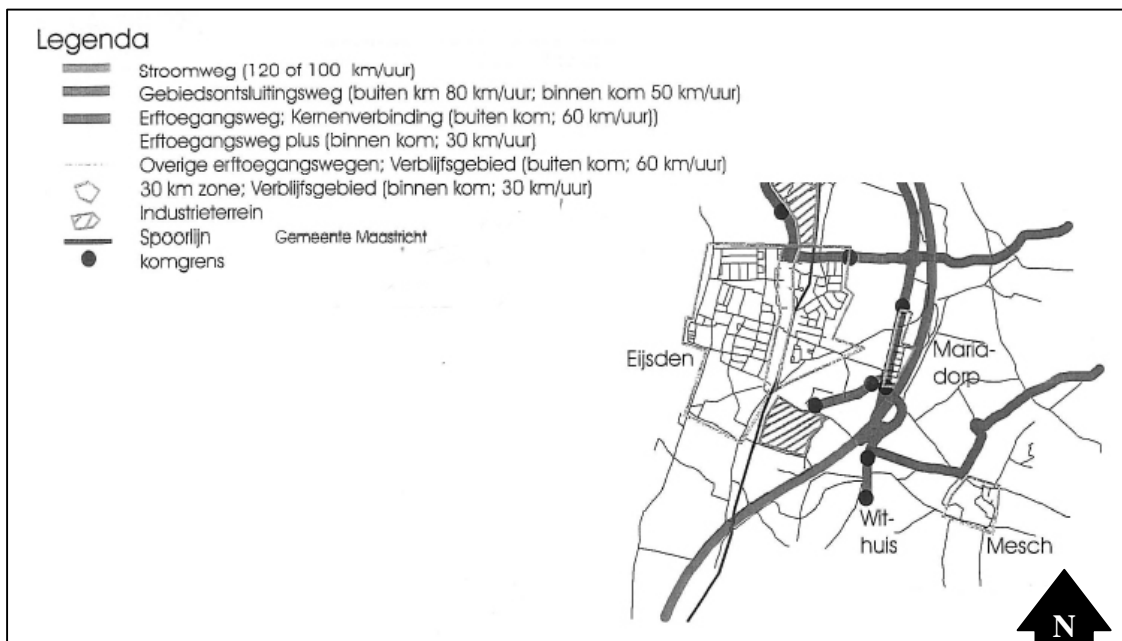 Legenda
Stroomweg (120 of 100 km/uur)
Gebiedsontsluitingsweg (buiten km 80 km/uur; binnen kom 50 km/uur)
Erftoegangsweg; Kernenverbinding (buiten kom; 60 km/uur))
Erftoegangsweg plus (binnen kom; 30 km/uur)
Overige erftoegangswegen; Verblijfsgebied (buiten kom; 60 km/uur)
30 km zone; Verblijfsgebied (binnen kom; 30 km/uur)
Industrieterrein
Spoorlijn Gemeente Maastricht
komgrens
Eijsden
Maria-
dorp
Wit-
huis
Mesch
N